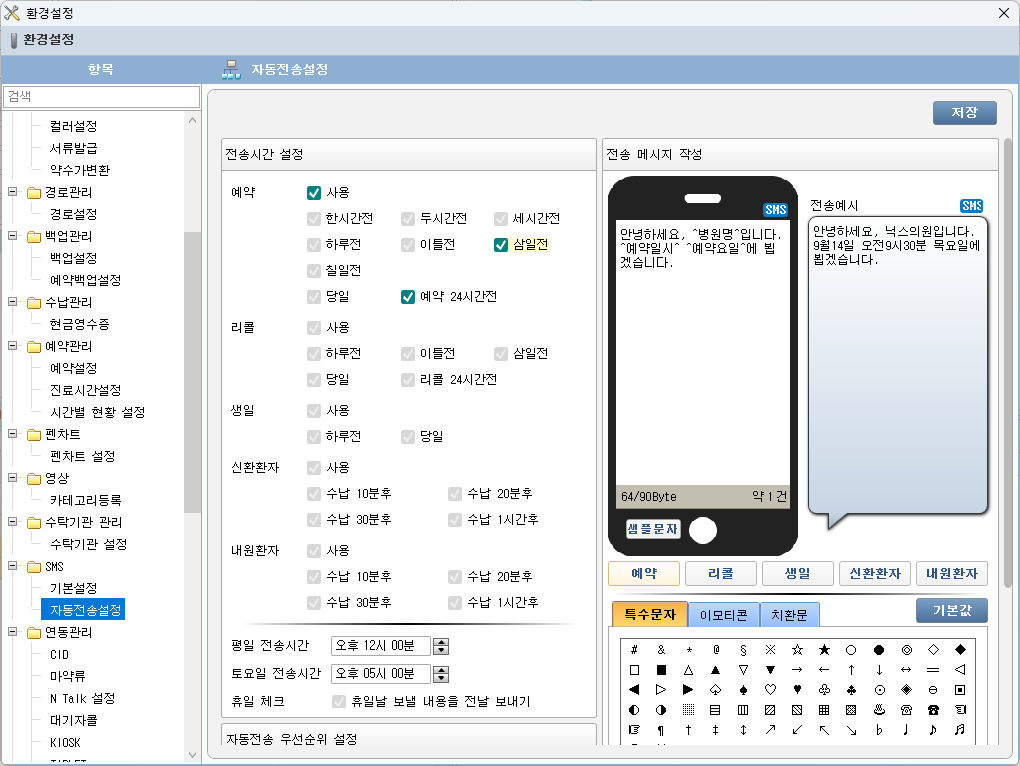 환경설정
환경설정
항목
자동전송설정
검색
컬러설정
서류발급
약수가변환
경로관리
경로설정
백업관리
백업설정
예약백업설정
수납관리
현금영수증
예약관리
예약설정
진료시간설정
시간별 현황 설정
펜차트
펜차트 설정
영상
카테고리등록
수탁기관 관리
수탁기관 설정
SMS
기본설정
자동전송설정
연동관리
CID
마약류
N Talk 설정
대기자콜
KIOSK
저장
전송시간 설정
예약 사용
한시간전 두시간전 세시간전
하루전 이틀전 삼일전
칠일전
당일 예약 24시간전
리콜 사용
하루전 이틀전 삼일전
당일 리콜 24시간전
생일 사용
하루전 당일
신환환자 사용
수납 10분후 수납 20분후
수납 30분후 수납 1시간후
내원환자 사용
수납 10분후 수납 20분후
수납 30분후 수납 1시간후
평일 전송시간 오후 12시 00분
토요일 전송시간 오후 05시 00분
휴일 체크 휴일날 보낼 내용을 전날 보내기
자동전송 우선순위 설정
전송 메시지 작성
SMS
안녕하세요, ^병원명^입니다.
^예약일시^ ^예약요일^에 뵙
겠습니다.
64/90Byte 약 1 건
샘플문자
전송예시 SMS
안녕하세요, 닉스의원입니다.
9월14일 오전9시30분 목요일에
뵙겠습니다.
예약 리콜 생일 신환환자 내원환자
특수문자 이모티콘 치환문 기본값
# & * @ § ※ ☆ ★ ○ ● ◎ ◇ ◆
□ ■ △ ▲ ▽ ▼ → ← ↑ ↓ ↔ 〓 ◁
◀ ▷ ▶ ♤ ♠ ♡ ♥ ♧ ♣ ⊙ ◈ ⊖ ▣
◐ ◑ ▒ ▤ ▥ ▨ ▧ ▦ ▩ ♨ ☏ ☎ ☜
☞ ¶ † ‡ ↕ ↗ ↙ ↖ ↘ ♭ ♩ ♪ ♬